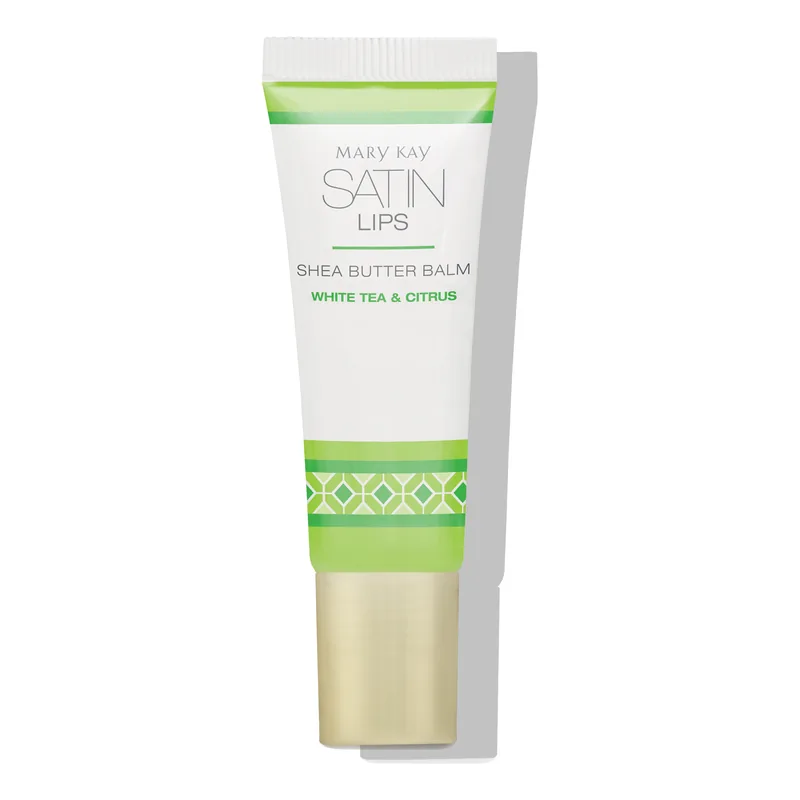 MARY KAY
SATIN
LIPS
SHEA BUTTER BALM
WHITE TEA & CITRUS